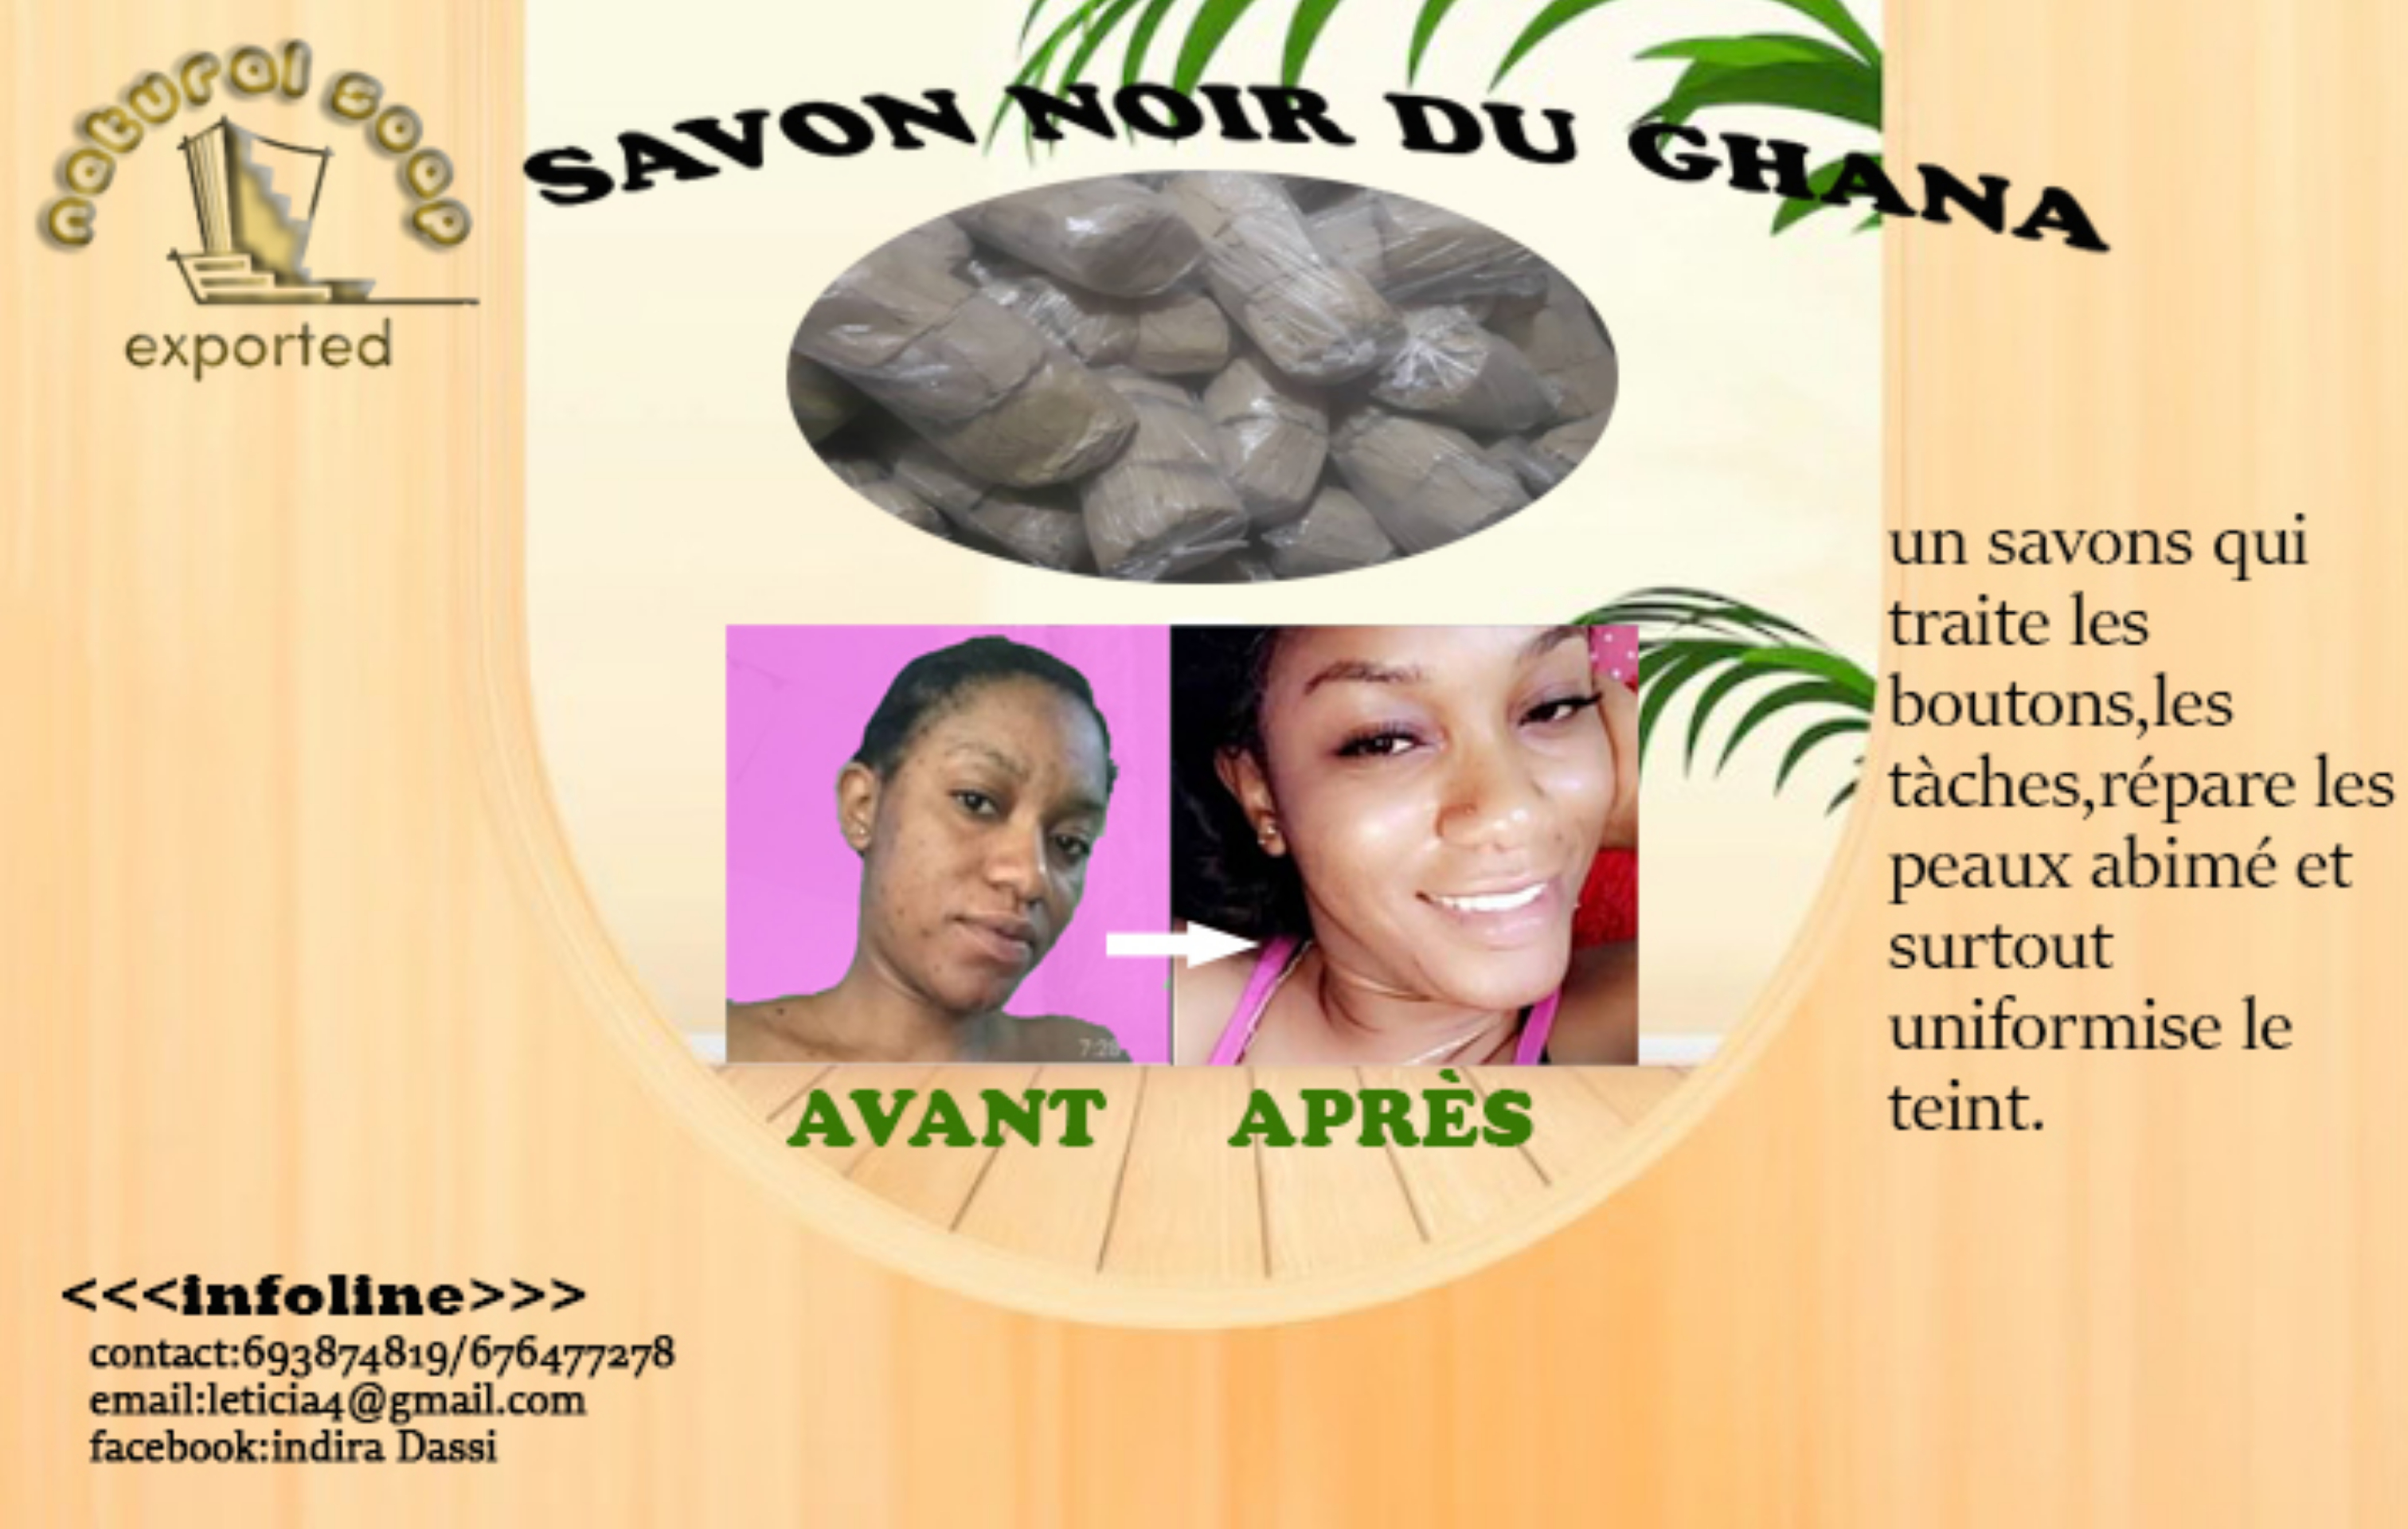 natural soap
exported
SAVON NOIR DU GHANA
un savons qui
traite les
boutons,les
tàches,répare les
peaux abimé et
surtout
uniformise le
teint.
7:29
AVANT APRÈS
<<<infoline>>>
contact:693874819/676477278
email:leticia4@gmail.com
facebook:indira Dassi